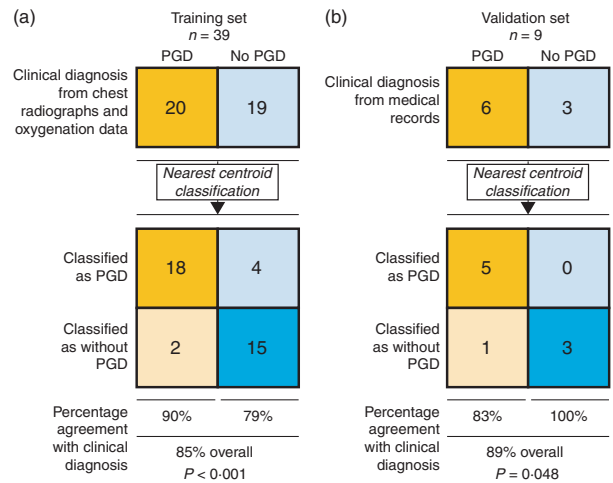 (a)
Training set
n = 39
PGD No PGD
Clinical diagnosis
from chest
radiographs and
oxygenation data
20 19
Nearest centroid
classification
Classified
as PGD
18 4
Classified
as without
PGD
2 15
Percentage
agreement
with clinical
diagnosis
90% 79%
85% overall
P < 0·001
(b)
Validation set
n = 9
PGD No PGD
Clinical diagnosis
from medical
records
6 3
Nearest centroid
classification
Classified
as PGD
5 0
Classified
as without
PGD
1 3
Percentage
agreement
with clinical
diagnosis
83% 100%
89% overall
P = 0·048